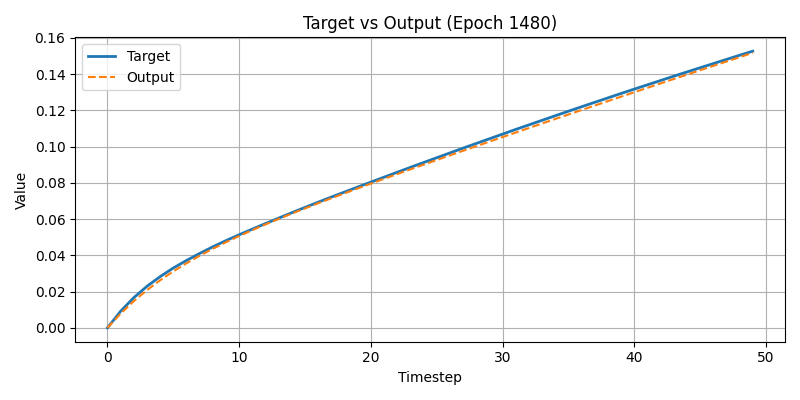 Target vs Output (Epoch 1480)
Target
Output
Value
0.16
0.14
0.12
0.10
0.08
0.06
0.04
0.02
0.00
0 10 20 30 40 50
Timestep